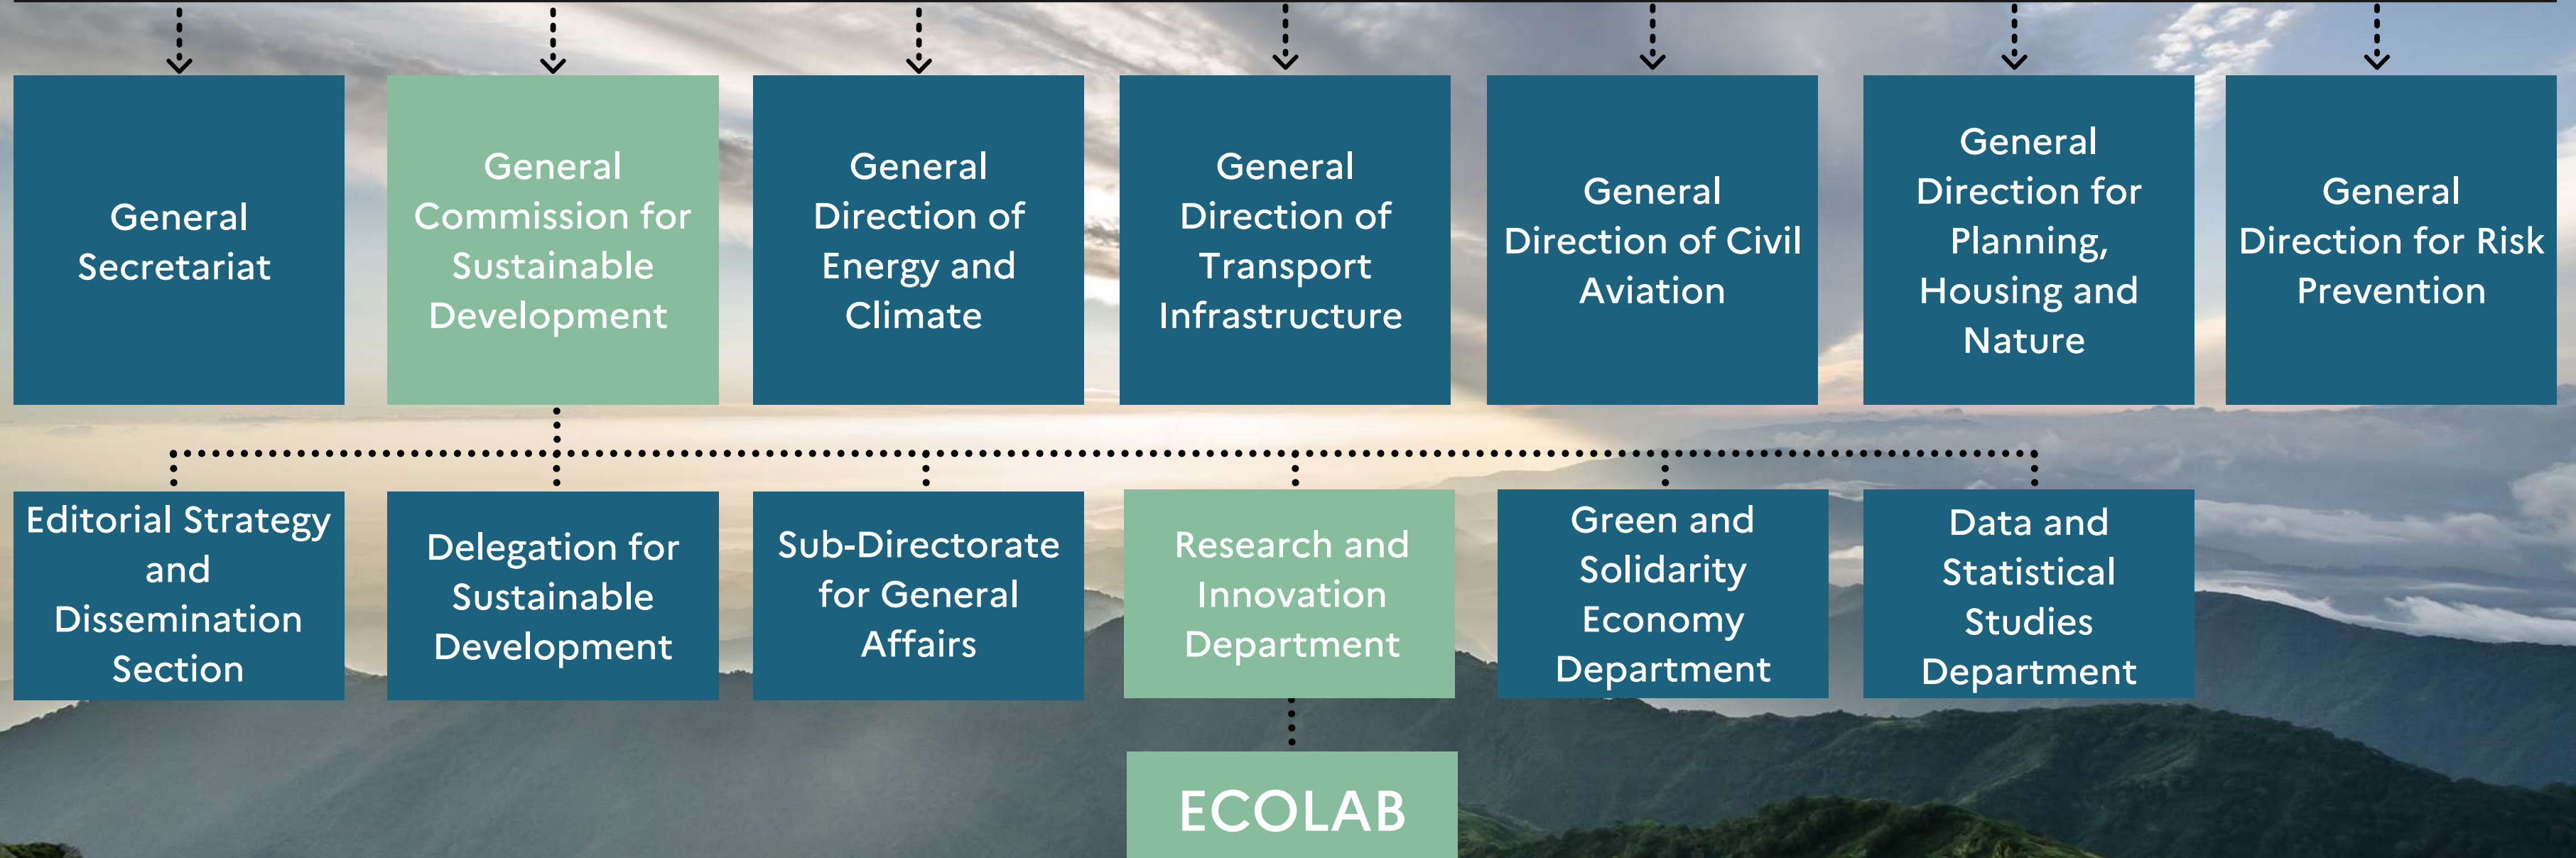 General
Secretariat
General
Commission for
Sustainable
Development
General
Direction of
Energy and
Climate
General
Direction of
Transport
Infrastructure
General
Direction of Civil
Aviation
General
Direction for
Planning,
Housing and
Nature
General
Direction for Risk
Prevention
Editorial Strategy
and
Dissemination
Section
Delegation for
Sustainable
Development
Sub-Directorate
for General
Affairs
Research and
Innovation
Department
Green and
Solidarity
Economy
Department
Data and
Statistical
Studies
Department
ECOLAB